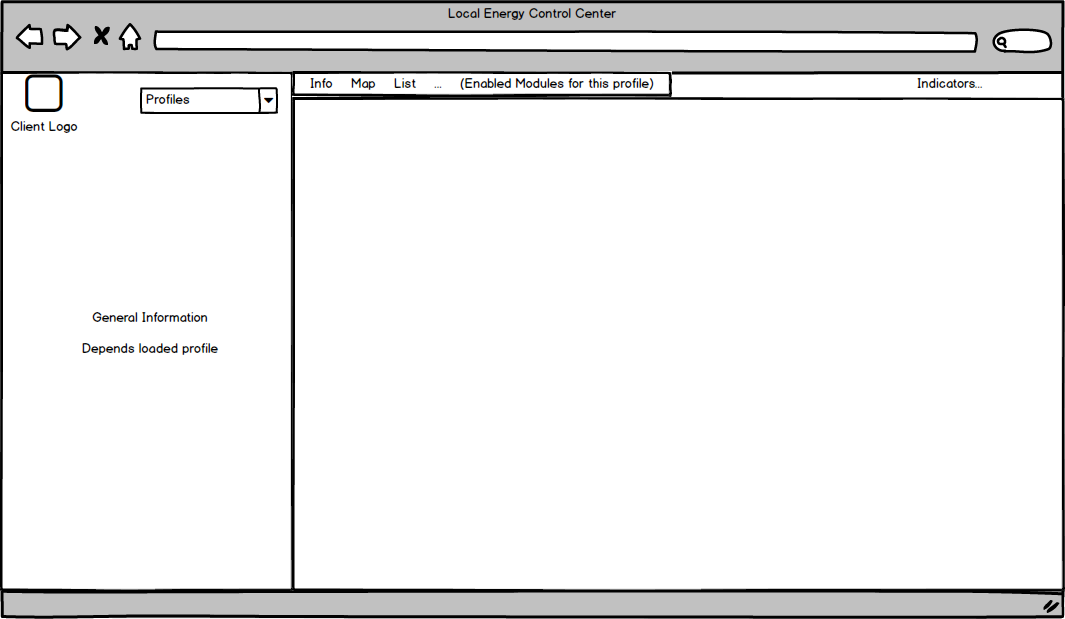 Local Energy Control Center
Info Map List ... (Enabled Modules for this profile) Indicators...
Profiles
Client Logo
General Information
Depends loaded profile